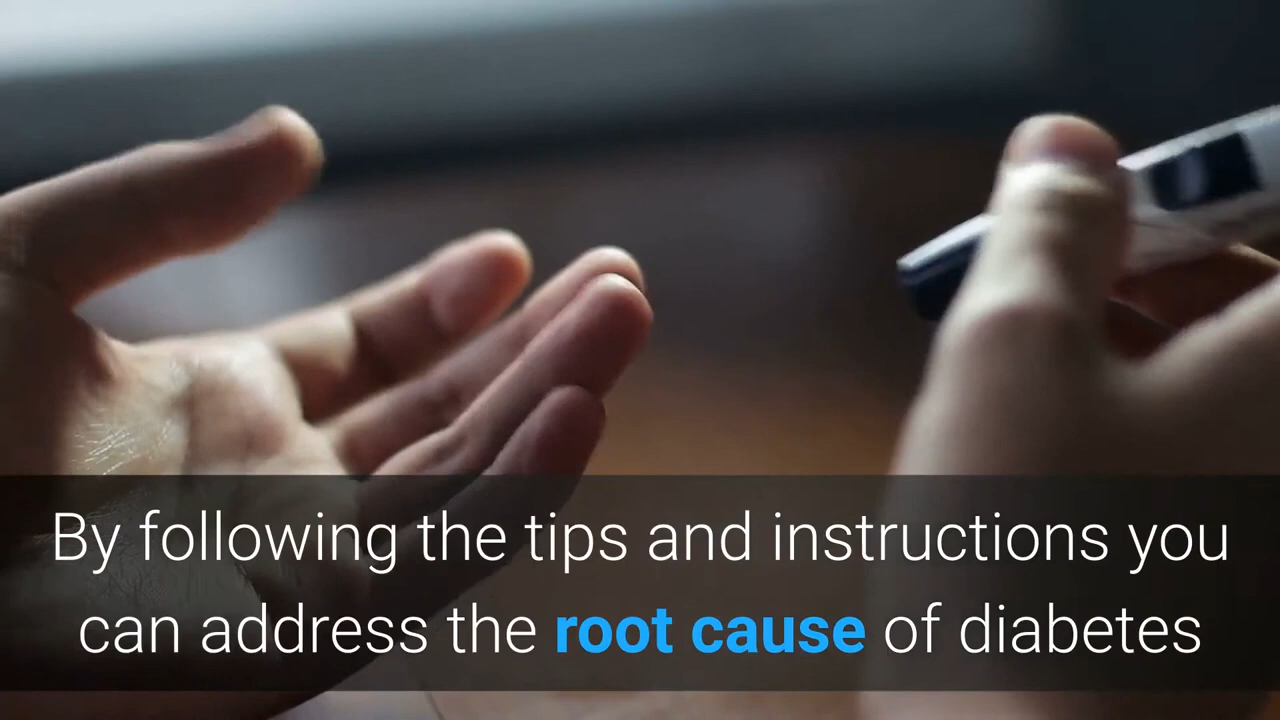 By following the tips and instructions you
can address the root cause of diabetes